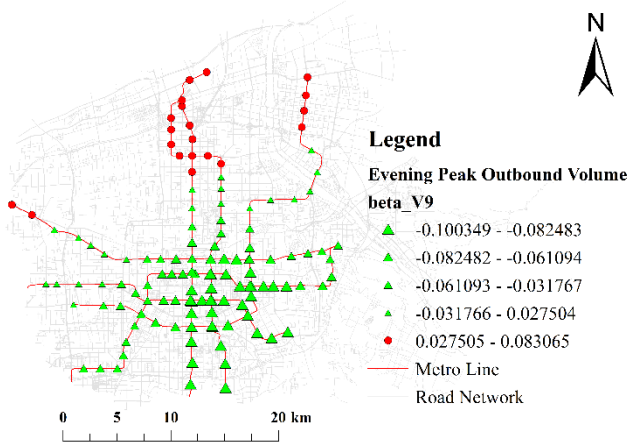 N
Legend
Evening Peak Outbound Volume
beta_V9
-0.100349 - -0.082483
-0.082482 - -0.061094
-0.061093 - -0.031767
-0.031766 - 0.027504
0.027505 - 0.083065
Metro Line
Road Network
0 5 10 20 km